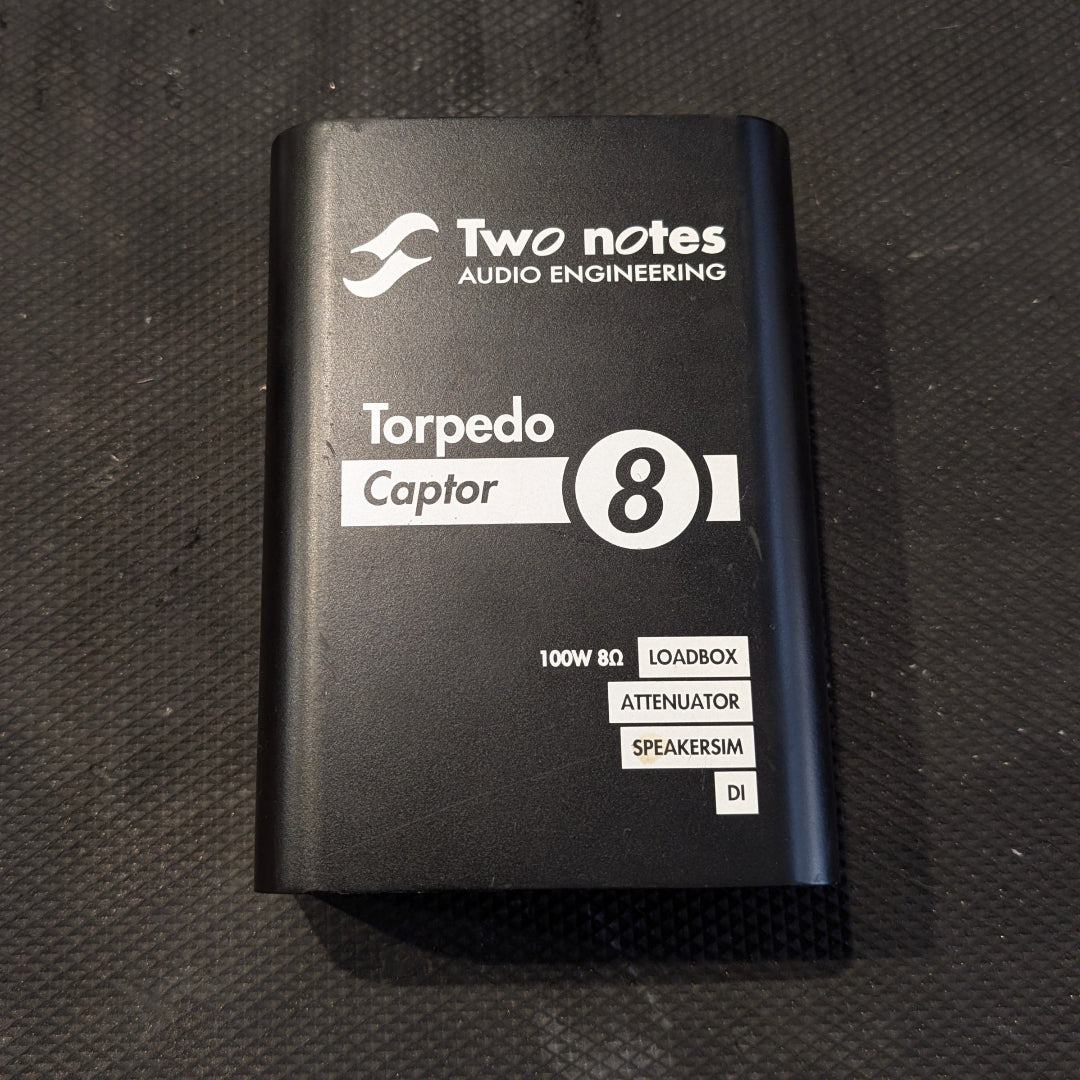 Two notes
AUDIO ENGINEERING
Torpedo
Captor 8
100W 8Ω LOADBOX
ATTENUATOR
SPEAKERSIM
DI